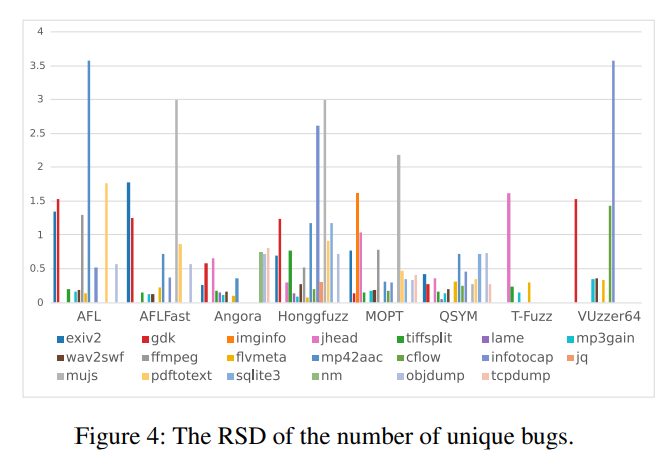 4
3.5
3
2.5
2
1.5
1
0.5
0
AFL AFLFast Angora Honggfuzz MOPT QSYM T-Fuzz VUzzer64
exiv2 gdk imginfo jhead tiffsplit lame mp3gain
wav2swf ffmpeg flvmeta mp42aac cflow infotocap jq
mujs pdftotext sqlite3 nm objdump tcpdump
Figure 4: The RSD of the number of unique bugs.